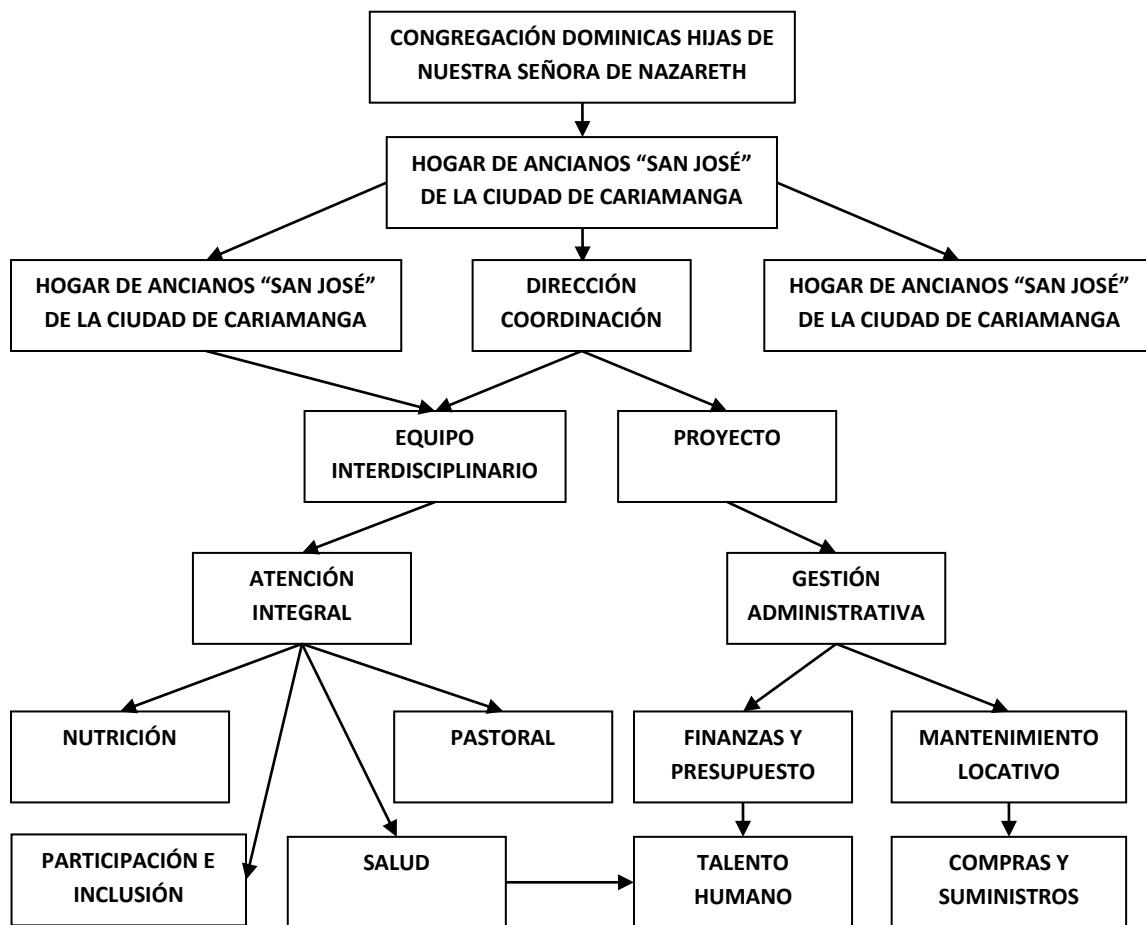 CONGREGACIÓN DOMINICAS HIJAS DE
NUESTRA SEÑORA DE NAZARETH
HOGAR DE ANCIANOS “SAN JOSÉ”
DE LA CIUDAD DE CARIAMANGA
HOGAR DE ANCIANOS “SAN JOSÉ”
DE LA CIUDAD DE CARIAMANGA
DIRECCIÓN
COORDINACIÓN
HOGAR DE ANCIANOS “SAN JOSÉ”
DE LA CIUDAD DE CARIAMANGA
EQUIPO
INTERDISCIPLINARIO
PROYECTO
ATENCIÓN
INTEGRAL
GESTIÓN
ADMINISTRATIVA
NUTRICIÓN
PASTORAL
FINANZAS Y
PRESUPUESTO
MANTENIMIENTO
LOCATIVO
PARTICIPACIÓN E
INCLUSIÓN
SALUD
TALENTO
HUMANO
COMPRAS Y
SUMINISTROS